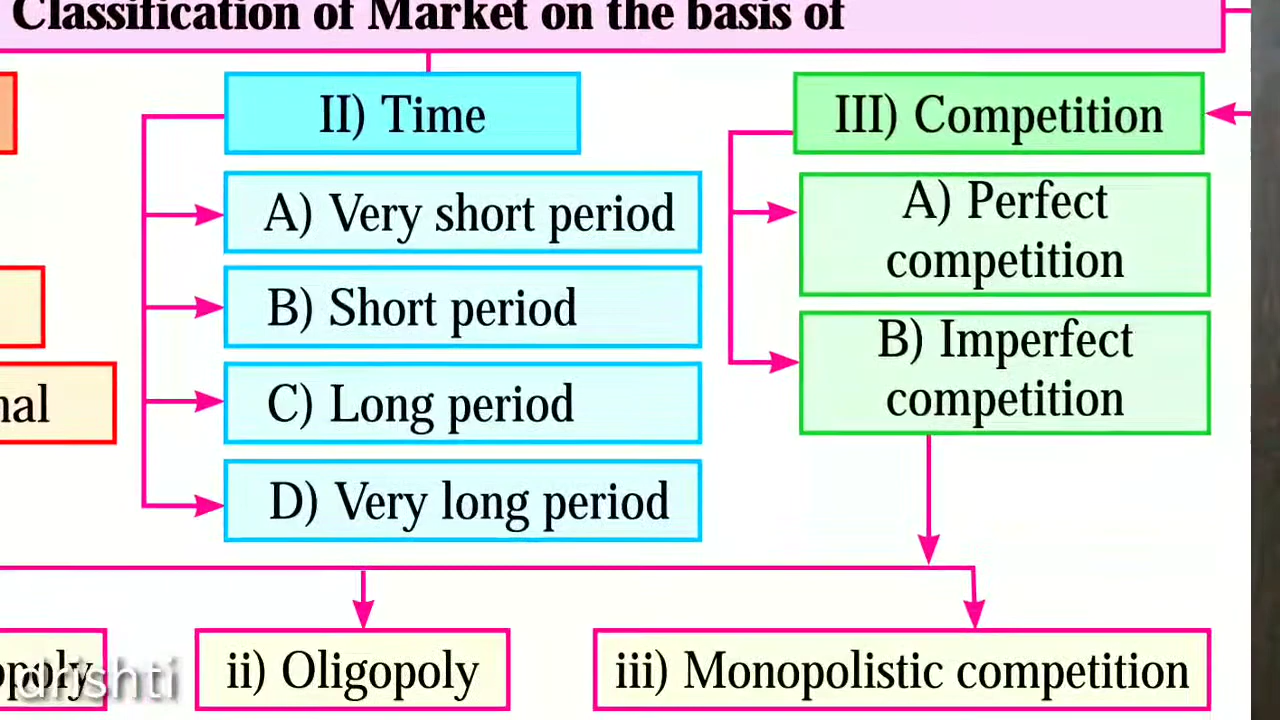 Classification of Market on the basis of
II) Time
A) Very short period
B) Short period
C) Long period
D) Very long period
III) Competition
A) Perfect
competition
B) Imperfect
competition
ii) Oligopoly
iii) Monopolistic competition
drishti